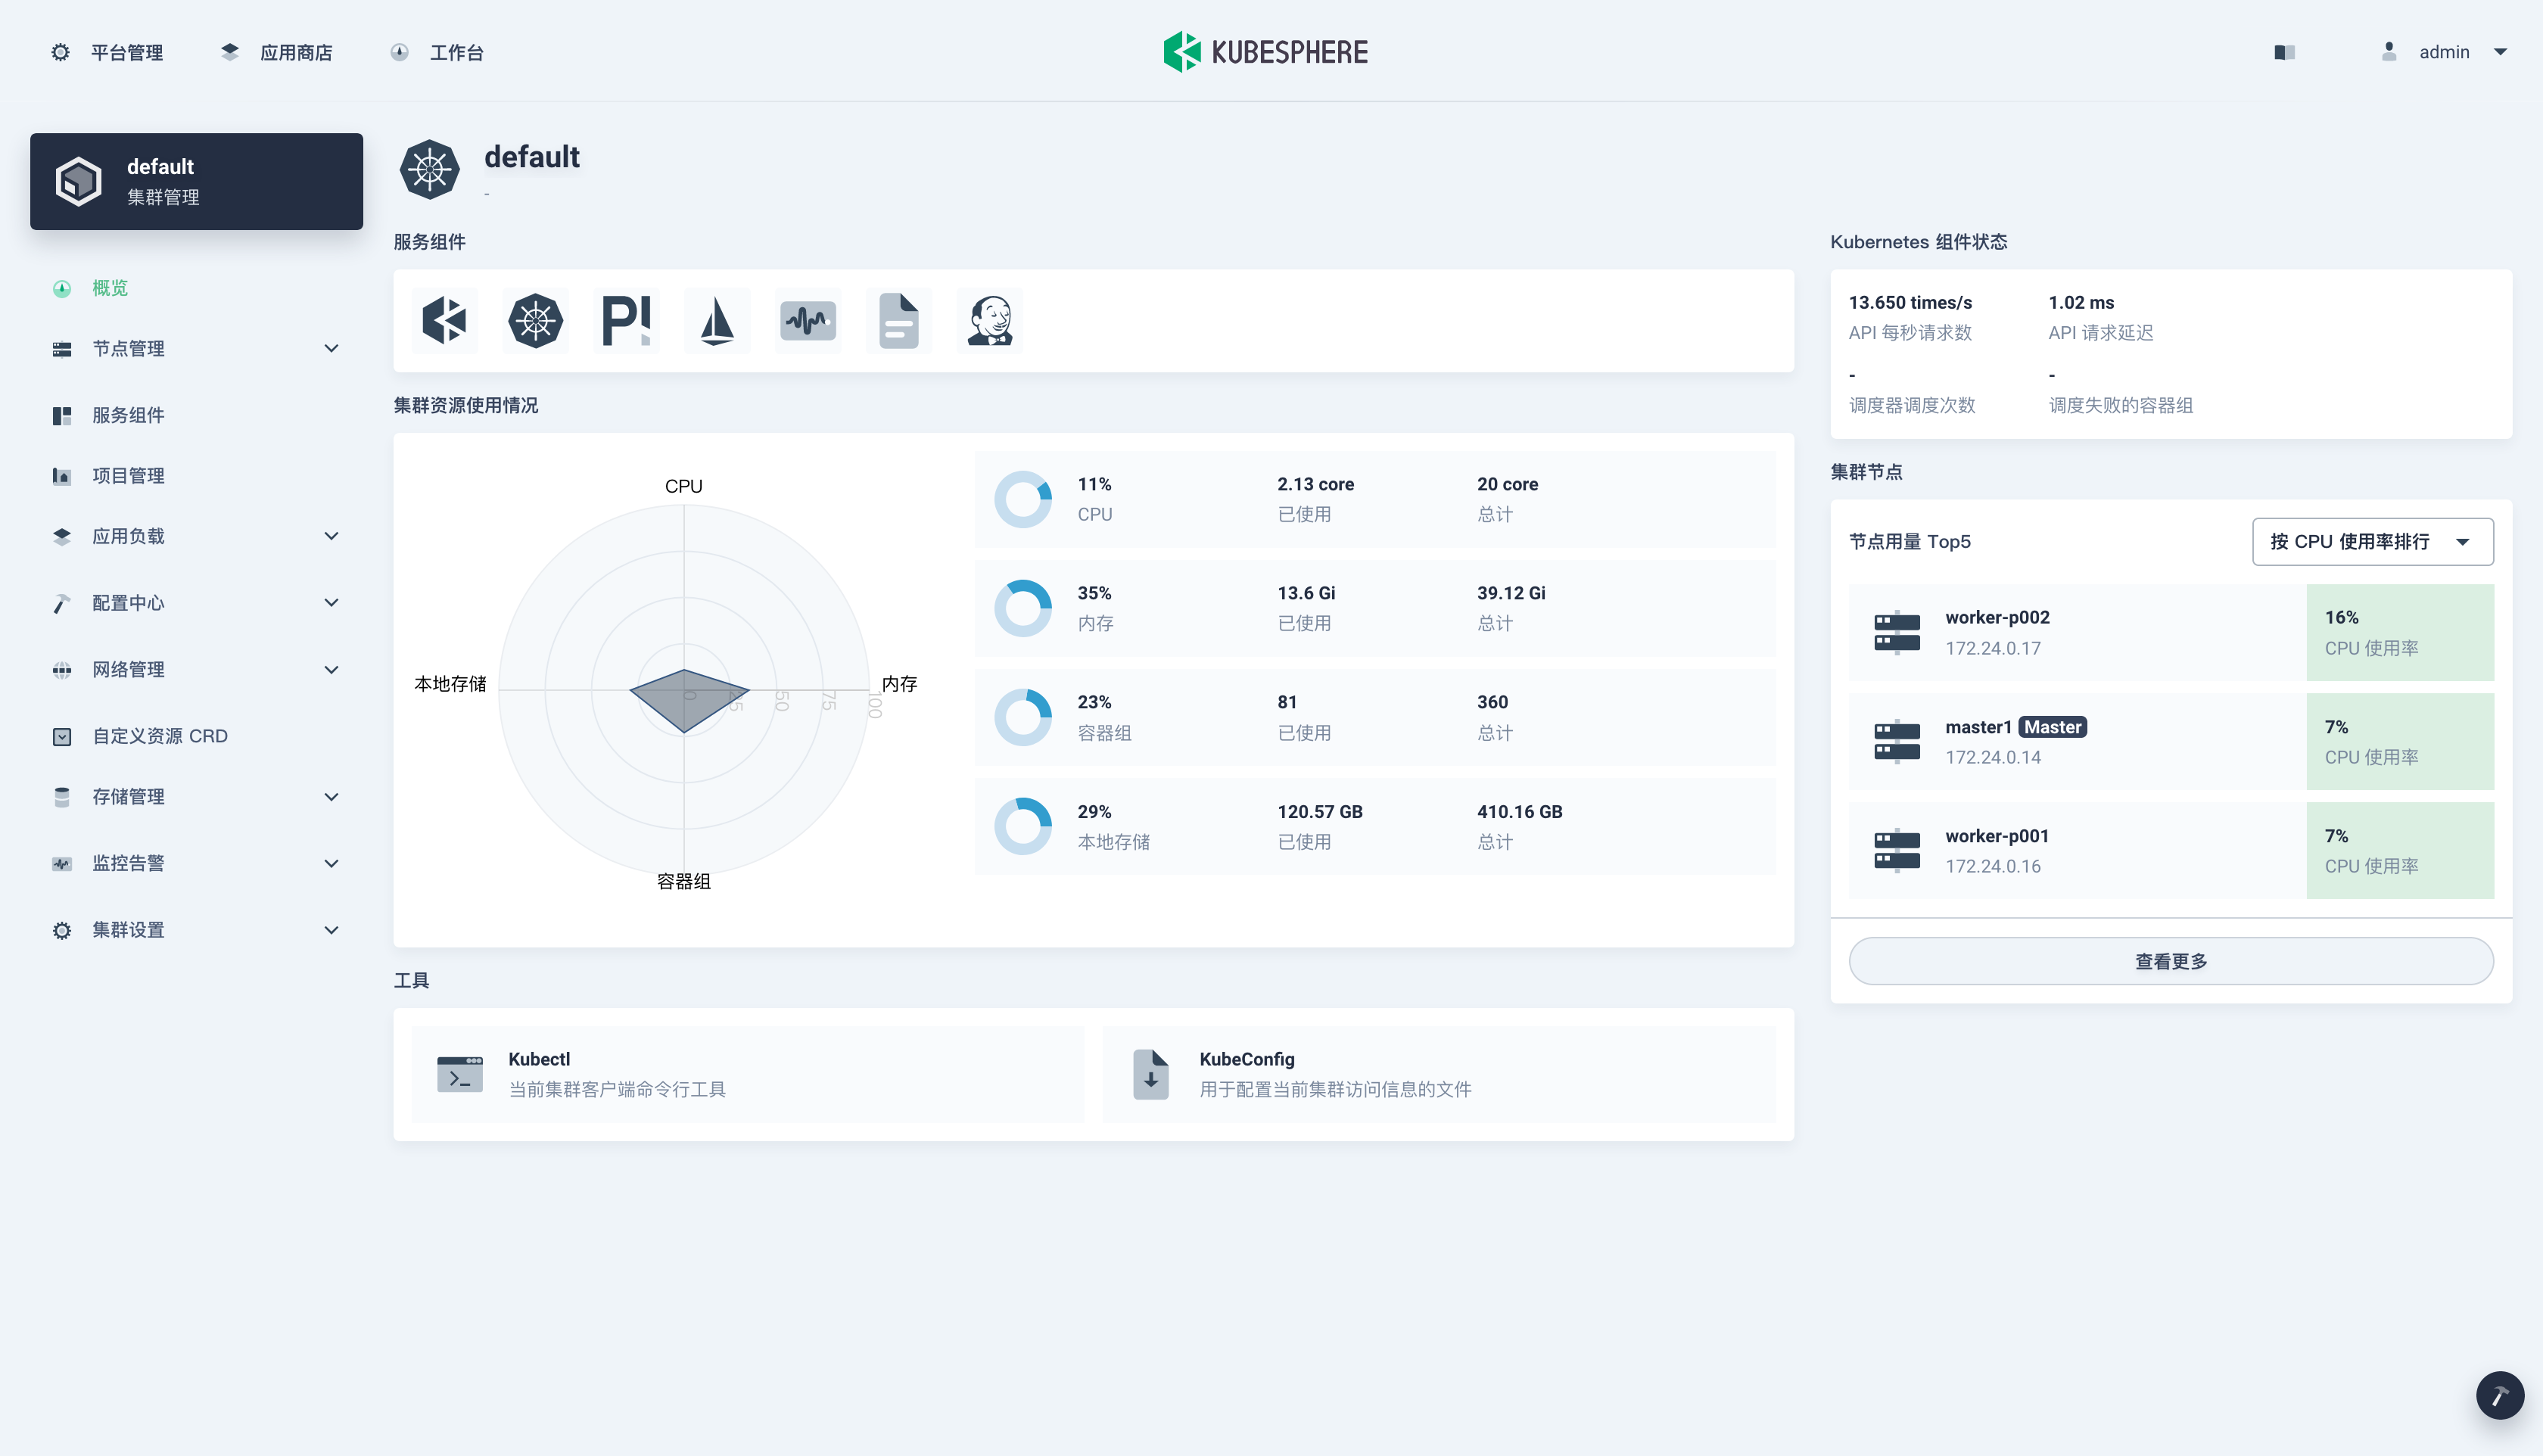 平台管理
应用商店
工作台
KUBESPHERE
admin
default
集群管理
概览
节点管理
服务组件
项目管理
应用负载
配置中心
网络管理
自定义资源 CRD
存储管理
监控告警
集群设置
default
-
服务组件
集群资源使用情况
CPU
内存
容器组
本地存储
0
25
50
75
100
11%
CPU
2.13 core
已使用
20 core
总计
35%
内存
13.6 Gi
已使用
39.12 Gi
总计
23%
容器组
81
已使用
360
总计
29%
本地存储
120.57 GB
已使用
410.16 GB
总计
工具
Kubectl
当前集群客户端命令行工具
KubeConfig
用于配置当前集群访问信息的文件
Kubernetes 组件状态
13.650 times/s
API 每秒请求数
1.02 ms
API 请求延迟
-
调度器调度次数
-
调度失败的容器组
集群节点
节点用量 Top5
按 CPU 使用率排行
worker-p002
172.24.0.17
16%
CPU 使用率
master1 Master
172.24.0.14
7%
CPU 使用率
worker-p001
172.24.0.16
7%
CPU 使用率
查看更多